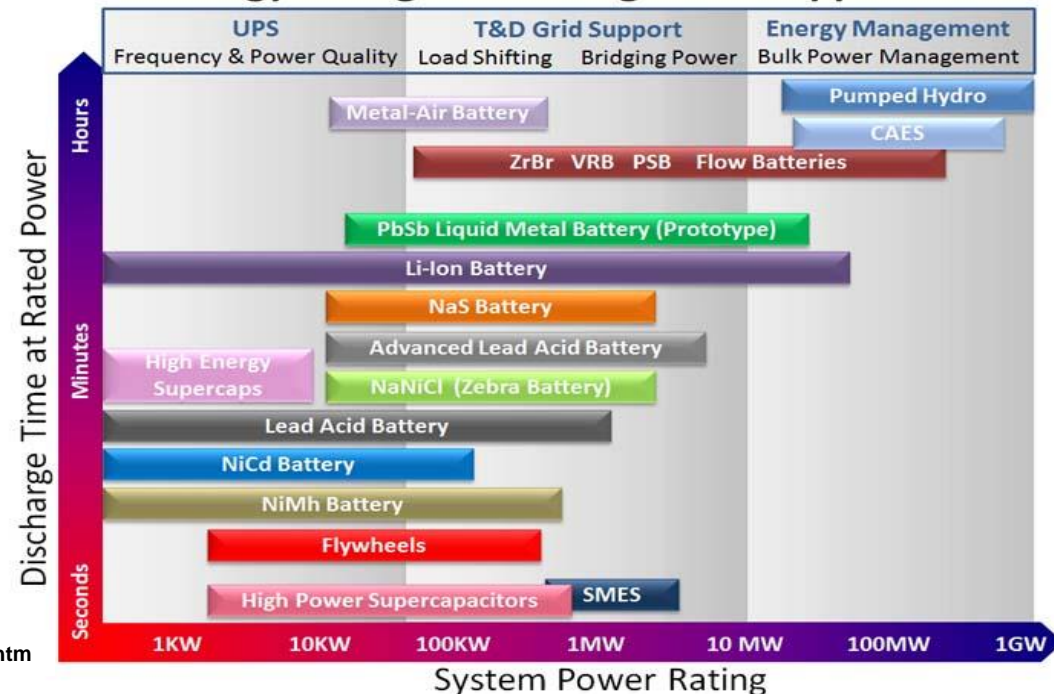 UPS
Frequency & Power Quality
T&D Grid Support
Load Shifting Bridging Power
Energy Management
Bulk Power Management
Discharge Time at Rated Power
Hours
Minutes
Seconds
Pumped Hydro
Metal-Air Battery
CAES
ZrBr VRB PSB Flow Batteries
PbSb Liquid Metal Battery (Prototype)
Li-Ion Battery
NaS Battery
Advanced Lead Acid Battery
High Energy
Supercaps
NaNiCl (Zebra Battery)
Lead Acid Battery
NiCd Battery
NiMh Battery
Flywheels
High Power Supercapacitors
SMES
1KW 10KW 100KW 1MW 10 MW 100MW 1GW
System Power Rating